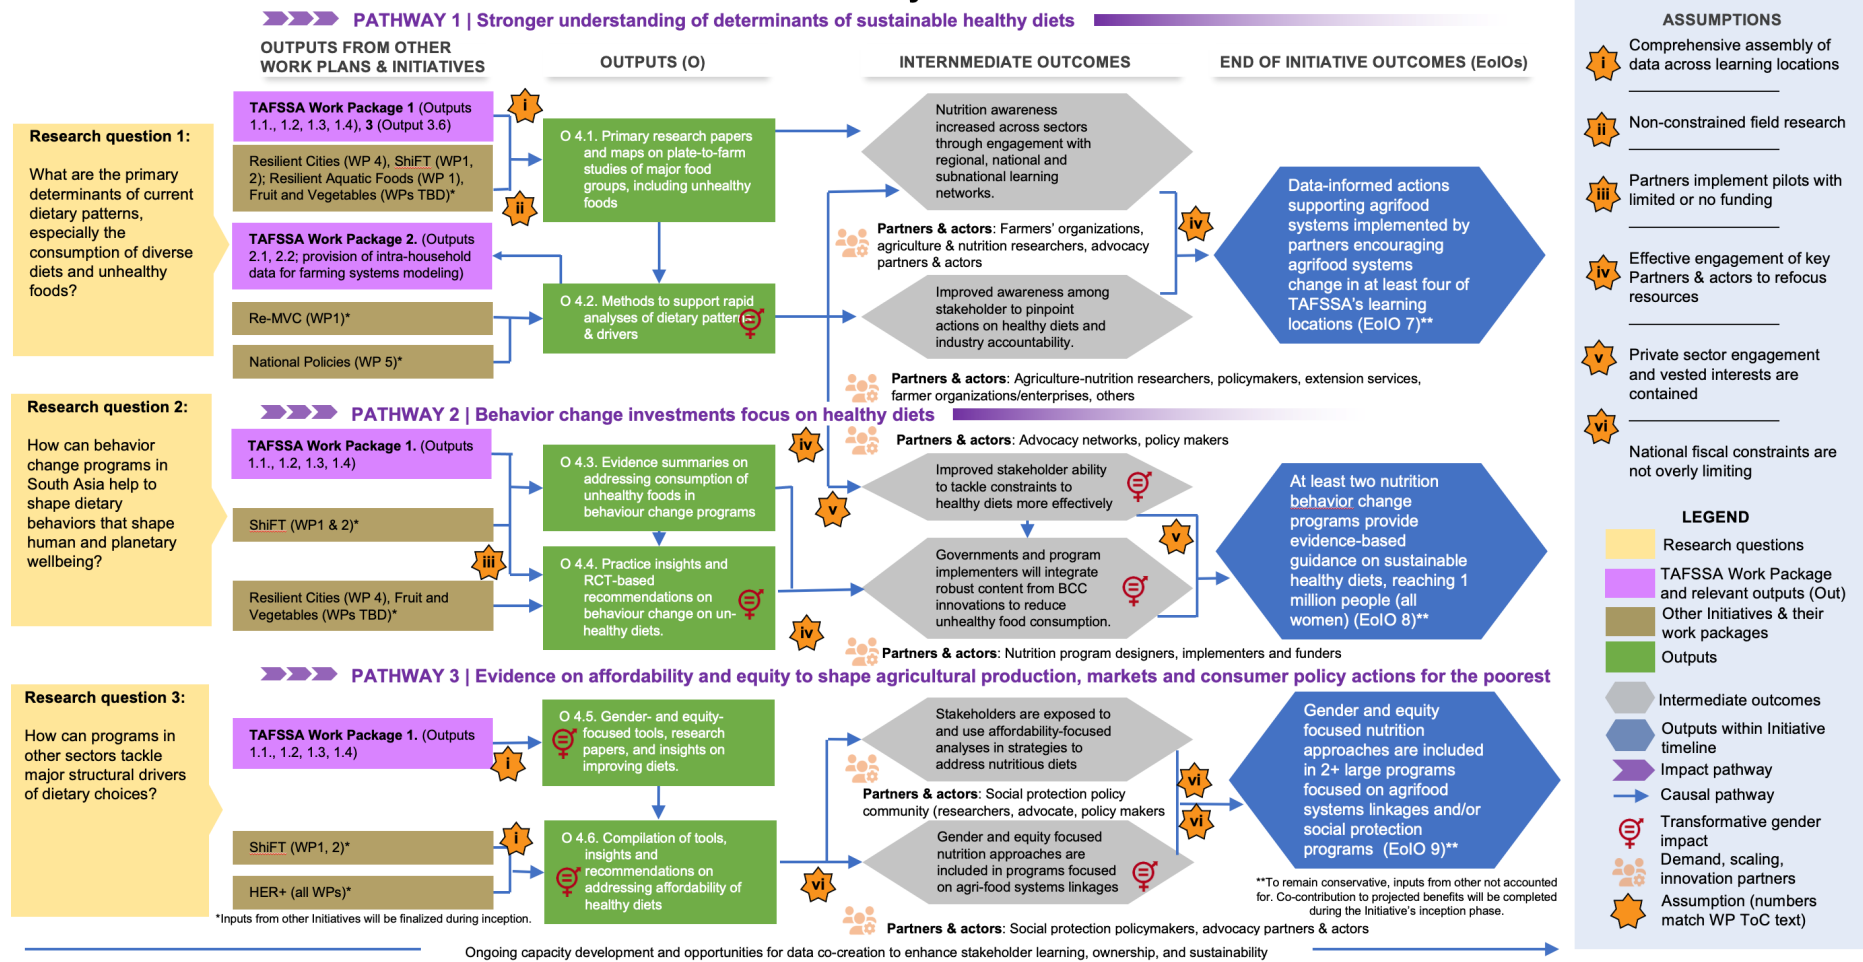 PATHWAY 1 | Stronger understanding of determinants of sustainable healthy diets
OUTPUTS FROM OTHER
WORK PLANS & INITIATIVES
OUTPUTS (O)
INTERNMEDIATE OUTCOMES
END OF INITIATIVE OUTCOMES (EoIOs)
Research question 1:
What are the primary
determinants of current
dietary patterns,
especially the
consumption of diverse
diets and unhealthy
foods?
TAFSSA Work Package 1 (Outputs
1.1., 1.2, 1.3, 1.4), 3 (Output 3.6)
i
Resilient Cities (WP 4), ShiFT (WP1,
2); Resilient Aquatic Foods (WP 1),
Fruit and Vegetables (WPs TBD)*
ii
TAFSSA Work Package 2. (Outputs
2.1, 2.2; provision of intra-household
data for farming systems modeling)
Re-MVC (WP1)*
National Policies (WP 5)*
O 4.1. Primary research papers
and maps on plate-to-farm
studies of major food
groups, including unhealthy
foods
O 4.2. Methods to support rapid
analyses of dietary patterns
& drivers
Nutrition awareness
increased across sectors
through engagement with
regional, national and
subnational learning
networks.
Partners & actors: Farmers' organizations,
agriculture & nutrition researchers, advocacy
partners & actors
Improved awareness among
stakeholder to pinpoint
actions on healthy diets and
industry accountability.
Partners & actors: Agriculture-nutrition researchers, policymakers, extension services,
farmer organizations/enterprises, others
iv
Data-informed actions
supporting agrifood
systems implemented by
partners encouraging
agrifood systems
change in at least four of
TAFSSA's learning
locations (EoIO 7)**
PATHWAY 2 | Behavior change investments focus on healthy diets
Research question 2:
How can behavior
change programs in
South Asia help to
shape dietary
behaviors that shape
human and planetary
wellbeing?
TAFSSA Work Package 1. (Outputs
1.1., 1.2, 1.3, 1.4)
ShiFT (WP1 & 2)*
iii
Resilient Cities (WP 4), Fruit and
Vegetables (WPs TBD)*
O 4.3. Evidence summaries on
addressing consumption of
unhealthy foods in
behaviour change programs
O 4.4. Practice insights and
RCT-based
recommendations on
behaviour change on un-
healthy diets.
iv
v
iv
Partners & actors: Advocacy networks, policy makers
Improved stakeholder ability
to tackle constraints to
healthy diets more effectively
Governments and program
implementers will integrate
robust content from BCC
innovations to reduce
unhealthy food consumption.
v
Partners & actors: Nutrition program designers, implementers and funders
At least two nutrition
behavior change
programs provide
evidence-based
guidance on sustainable
healthy diets, reaching 1
million people (all
women) (EoIO 8)**
PATHWAY 3 | Evidence on affordability and equity to shape agricultural production, markets and consumer policy actions for the poorest
Research question 3:
How can programs in
other sectors tackle
major structural drivers
of dietary choices?
TAFSSA Work Package 1. (Outputs
1.1., 1.2, 1.3, 1.4)
i
ShiFT (WP1, 2)*
i
HER+ (all WPs)*
*Inputs from other Initiatives will be finalized during inception.
O 4.5. Gender- and equity-
focused tools, research
papers, and insights on
improving diets.
O 4.6. Compilation of tools,
insights and
recommendations on
addressing affordability of
healthy diets
vi
Stakeholders are exposed to
and use affordability-focused
analyses in strategies to
address nutritious diets
Partners & actors: Social protection policy
community (researchers, advocate, policy makers
Gender and equity focused
nutrition approaches are
included in programs focused
on agri-food systems linkages
vi
vi
Partners & actors: Social protection policymakers, advocacy partners & actors
Gender and equity
focused nutrition
approaches are included
in 2+ large programs
focused on agrifood
systems linkages and/or
social protection
programs (EoIO 9)**
**To remain conservative, inputs from other not accounted
for. Co-contribution to projected benefits will be completed
during the Initiative's inception phase.
Ongoing capacity development and opportunities for data co-creation to enhance stakeholder learning, ownership, and sustainability
ASSUMPTIONS
i
Comprehensive assembly of
data across learning locations
ii
Non-constrained field research
iii
Partners implement pilots with
limited or no funding
iv
Effective engagement of key
Partners & actors to refocus
resources
v
Private sector engagement
and vested interests are
contained
vi
National fiscal constraints are
not overly limiting
LEGEND
Research questions
TAFSSA Work Package
and relevant outputs (Out)
Other Initiatives & their
work packages
Outputs
Intermediate outcomes
Outputs within Initiative
timeline
Impact pathway
Causal pathway
Transformative gender
impact
Demand, scaling,
innovation partners
Assumption (numbers
match WP ToC text)